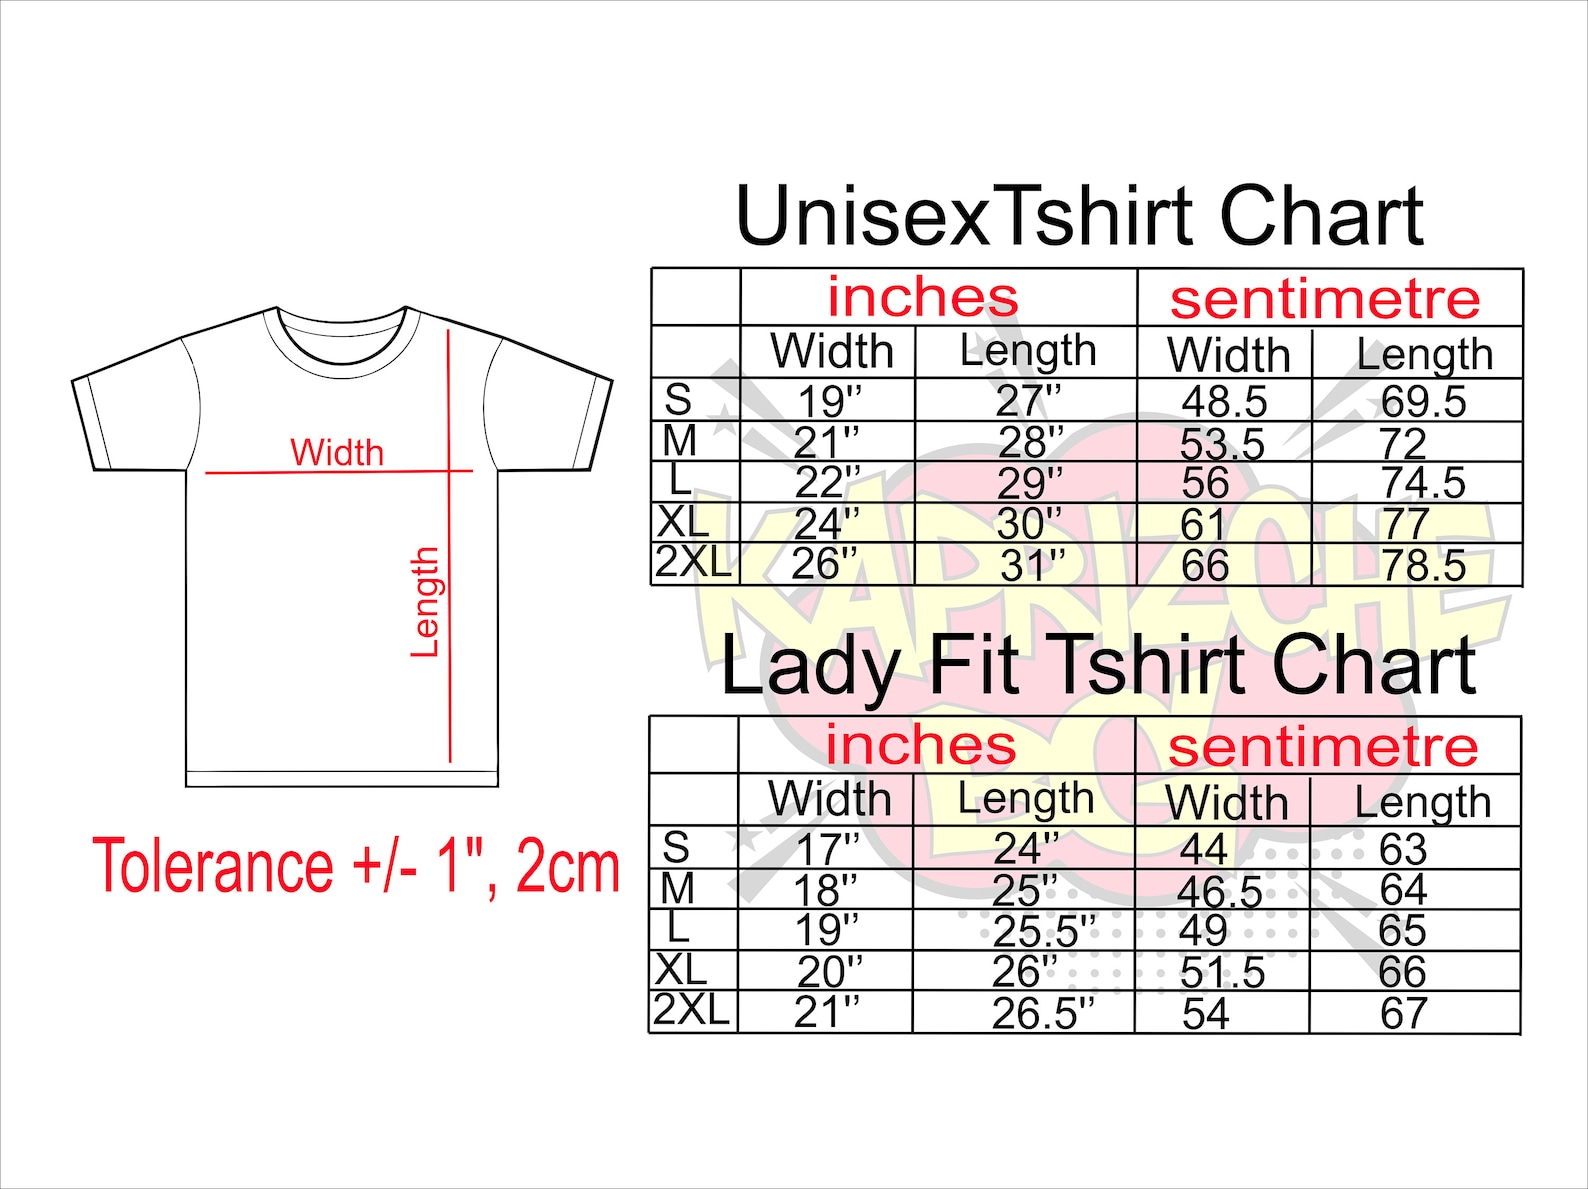 UnisexTshirt Chart
inches sentimetre
Width Length Width Length
S 19'' 27'' 48.5 69.5
M 21'' 28'' 53.5 72
L 22'' 29'' 56 74.5
XL 24'' 30'' 61 77
2XL 26'' 31'' 66 78.5
Width
Length
Tolerance +/- 1", 2cm
KAPRIZCHE
BG
Lady Fit Tshirt Chart
inches sentimetre
Width Length Width Length
S 17'' 24'' 44 63
M 18'' 25'' 46.5 64
L 19'' 25.5'' 49 65
XL 20'' 26'' 51.5 66
2XL 21'' 26.5'' 54 67